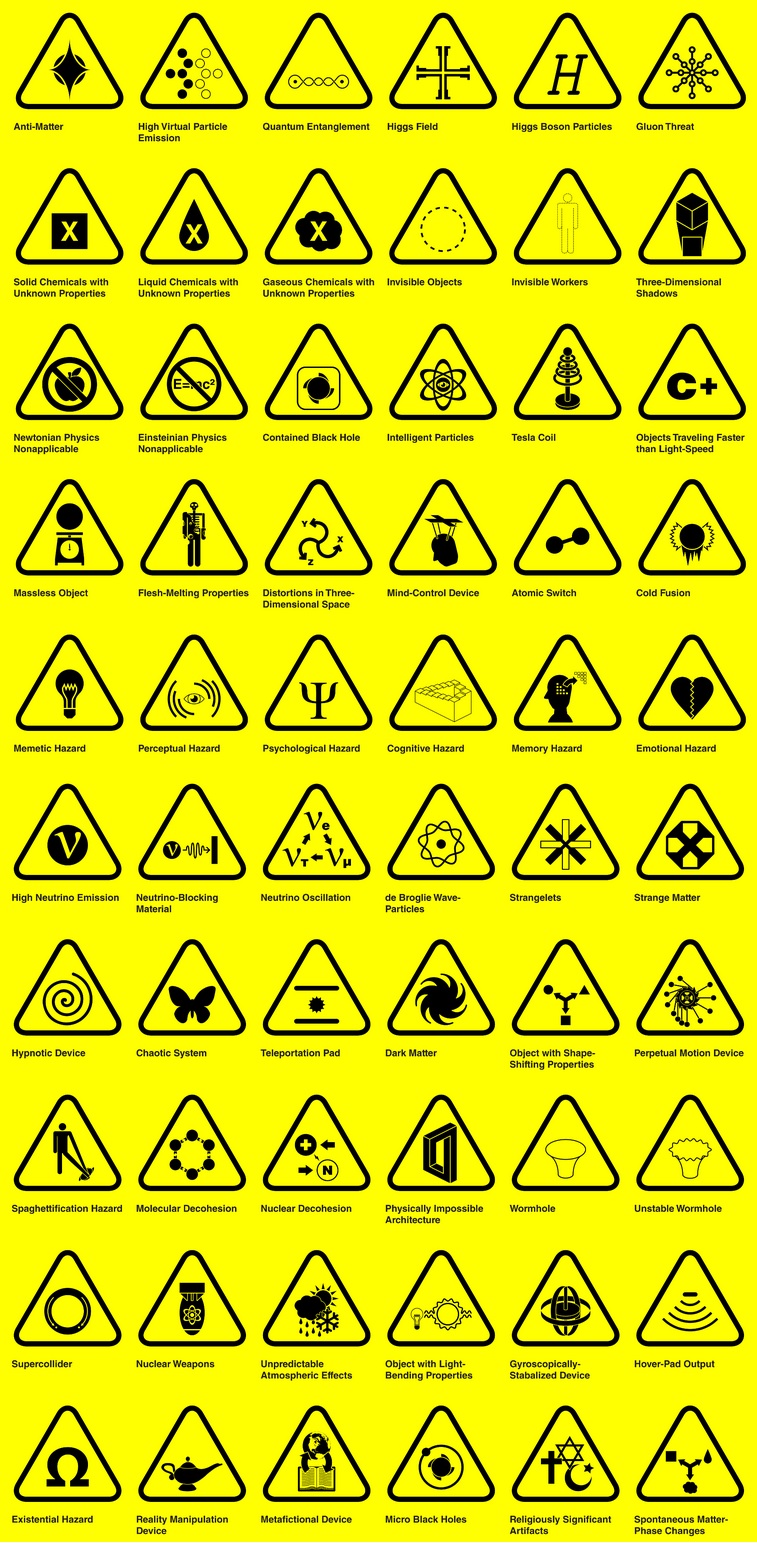 Anti-Matter
High Virtual Particle
Emission
Quantum Entanglement
Higgs Field
H
Higgs Boson Particles
Gluon Threat
X
Solid Chemicals with
Unknown Properties
X
Liquid Chemicals with
Unknown Properties
X
Gaseous Chemicals with
Unknown Properties
Invisible Objects
Invisible Workers
Three-Dimensional
Shadows
Newtonian Physics
Nonapplicable
E=mc²
Einsteinian Physics
Nonapplicable
Contained Black Hole
Intelligent Particles
Tesla Coil
C+
Objects Traveling Faster
than Light-Speed
Massless Object
Flesh-Melting Properties
Y
X
Z
Distortions in Three-
Dimensional Space
Mind-Control Device
Atomic Switch
Cold Fusion
Memetic Hazard
Perceptual Hazard
Ψ
Psychological Hazard
Cognitive Hazard
Memory Hazard
Emotional Hazard
ν
High Neutrino Emission
ν
Neutrino-Blocking
Material
νe
ντ νμ
Neutrino Oscillation
de Broglie Wave-
Particles
Strangelets
Strange Matter
Hypnotic Device
Chaotic System
Teleportation Pad
Dark Matter
Object with Shape-
Shifting Properties
Perpetual Motion Device
Spaghettification Hazard
Molecular Decohesion
+
N
Nuclear Decohesion
Physically Impossible
Architecture
Wormhole
Unstable Wormhole
Supercollider
Nuclear Weapons
Unpredictable
Atmospheric Effects
Object with Light-
Bending Properties
Gyroscopically-
Stabalized Device
Hover-Pad Output
Ω
Existential Hazard
Reality Manipulation
Device
Metafictional Device
Micro Black Holes
Religiously Significant
Artifacts
Spontaneous Matter-
Phase Changes